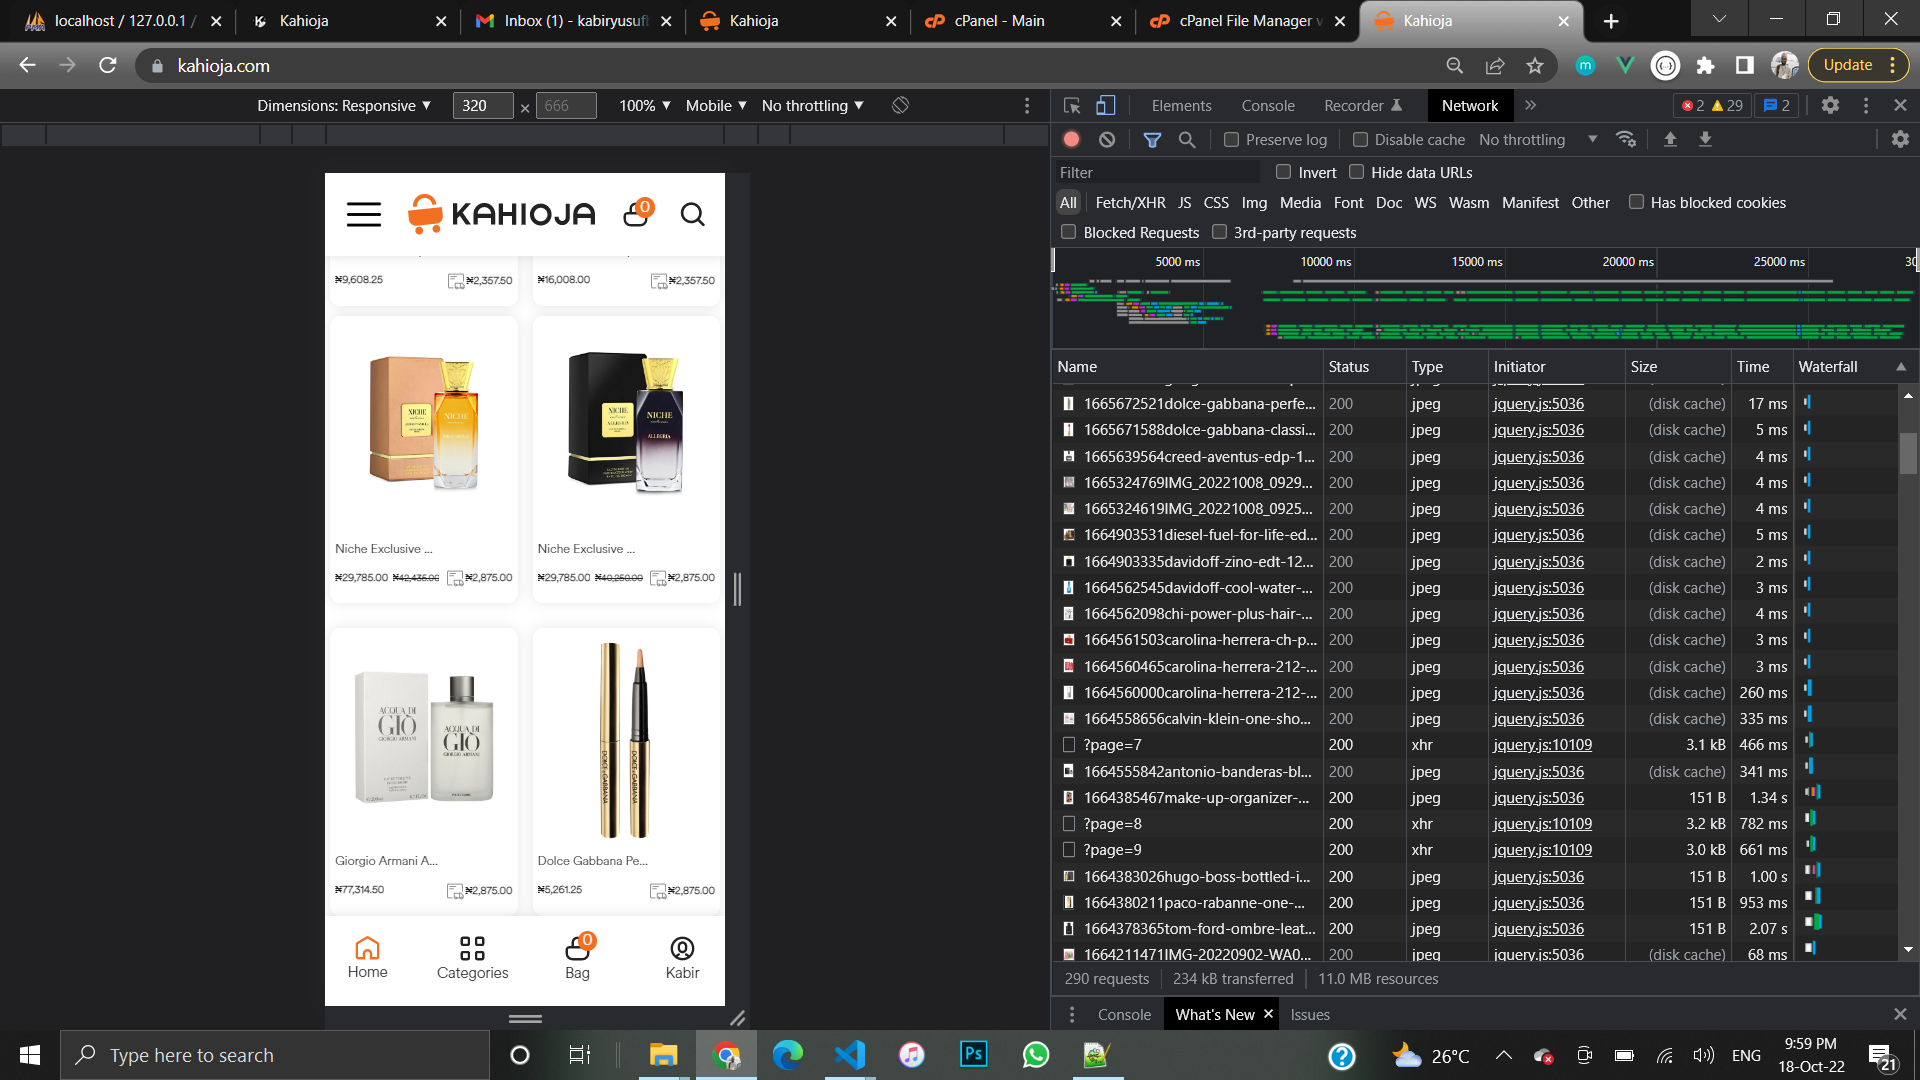 localhost / 127.0.0.1 /
Kahioja
Inbox (1) - kabiryusuf
Kahioja
cPanel - Main
cPanel File Manager v
Kahioja
kahioja.com
Update
Dimensions: Responsive ▼ 320 × 666 100% ▼ Mobile ▼ No throttling ▼
KAHIOJA 0
₦9,608.25 ₦2,357.50 ₦16,008.00 ₦2,357.50
NICHE
NICHE
NICHE
NICHE
ALLEGRIA
Niche Exclusive ... Niche Exclusive ...
₦29,785.00 ₦42,435.00 ₦2,875.00 ₦29,785.00 ₦40,250.00 ₦2,875.00
ACQUA DI
GIÒ
GIORGIO ARMANI
ACQUA DI
GIÒ
GIORGIO ARMANI
DOLCE&GABBANA
DOLCE&GABBANA
Giorgio Armani A... Dolce Gabbana Pe...
₦77,314.50 ₦2,875.00 ₦5,261.25 ₦2,875.00
0
Home Categories Bag Kabir
Elements Console Recorder Network 2 29 2
Preserve log Disable cache No throttling
Filter Invert Hide data URLs
All Fetch/XHR JS CSS Img Media Font Doc WS Wasm Manifest Other Has blocked cookies
Blocked Requests 3rd-party requests
5000 ms 10000 ms 15000 ms 20000 ms 25000 ms 30
Name Status Type Initiator Size Time Waterfall
1665672521dolce-gabbana-perfe... 200 jpeg jquery.js:5036 (disk cache) 17 ms
1665671588dolce-gabbana-classi... 200 jpeg jquery.js:5036 (disk cache) 5 ms
1665639564creed-aventus-edp-1... 200 jpeg jquery.js:5036 (disk cache) 4 ms
1665324769IMG_20221008_0929... 200 jpeg jquery.js:5036 (disk cache) 4 ms
1665324619IMG_20221008_0925... 200 jpeg jquery.js:5036 (disk cache) 4 ms
1664903531diesel-fuel-for-life-ed... 200 jpeg jquery.js:5036 (disk cache) 5 ms
1664903335davidoff-zino-edt-12... 200 jpeg jquery.js:5036 (disk cache) 2 ms
1664562545davidoff-cool-water-... 200 jpeg jquery.js:5036 (disk cache) 3 ms
1664562098chi-power-plus-hair-... 200 jpeg jquery.js:5036 (disk cache) 4 ms
1664561503carolina-herrera-ch-p... 200 jpeg jquery.js:5036 (disk cache) 3 ms
1664560465carolina-herrera-212-... 200 jpeg jquery.js:5036 (disk cache) 3 ms
1664560000carolina-herrera-212-... 200 jpeg jquery.js:5036 (disk cache) 260 ms
1664558656calvin-klein-one-sho... 200 jpeg jquery.js:5036 (disk cache) 335 ms
?page=7 200 xhr jquery.js:10109 3.1 kB 466 ms
1664555842antonio-banderas-bl... 200 jpeg jquery.js:5036 (disk cache) 341 ms
1664385467make-up-organizer-... 200 jpeg jquery.js:5036 151 B 1.34 s
?page=8 200 xhr jquery.js:10109 3.2 kB 782 ms
?page=9 200 xhr jquery.js:10109 3.0 kB 661 ms
1664383026hugo-boss-bottled-i... 200 jpeg jquery.js:5036 151 B 1.00 s
1664380211paco-rabanne-one-... 200 jpeg jquery.js:5036 151 B 953 ms
1664378365tom-ford-ombre-leat... 200 jpeg jquery.js:5036 151 B 2.07 s
1664211471IMG-20220902-WA0... 200 jpeg jquery.js:5036 (disk cache) 68 ms
290 requests 234 kB transferred 11.0 MB resources
Console What's New Issues
Type here to search
Ps
26°C ENG
9:59 PM
18-Oct-22
21